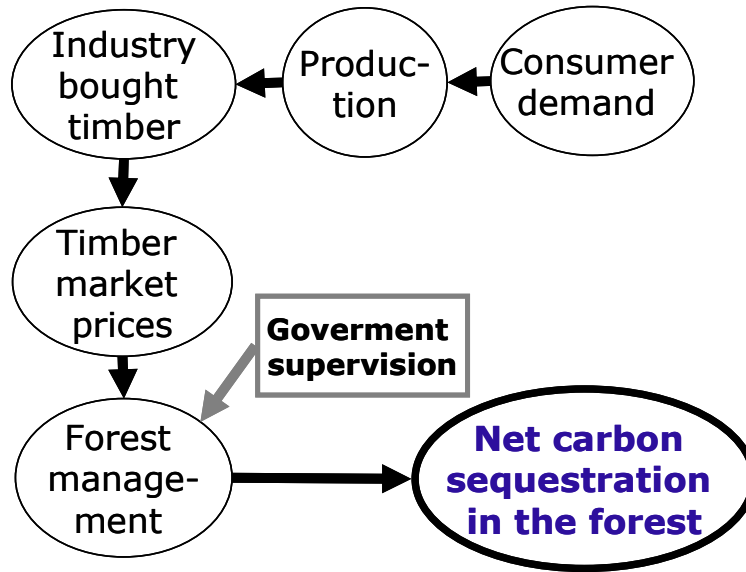 Industry
bought
timber
Produc-
tion
Consumer
demand
Timber
market
prices
Goverment
supervision
Forest
manage-
ment
Net carbon
sequestration
in the forest